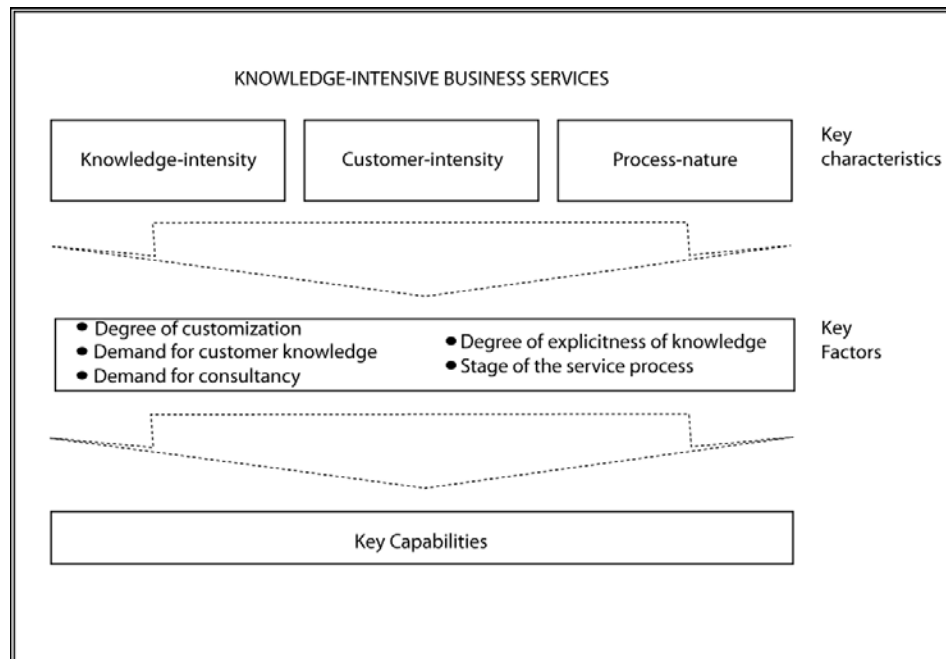 KNOWLEDGE-INTENSIVE BUSINESS SERVICES
Knowledge-intensity
Customer-intensity
Process-nature
Key
characteristics
● Degree of customization
● Demand for customer knowledge
● Demand for consultancy
● Degree of explicitness of knowledge
● Stage of the service process
Key
Factors
Key Capabilities